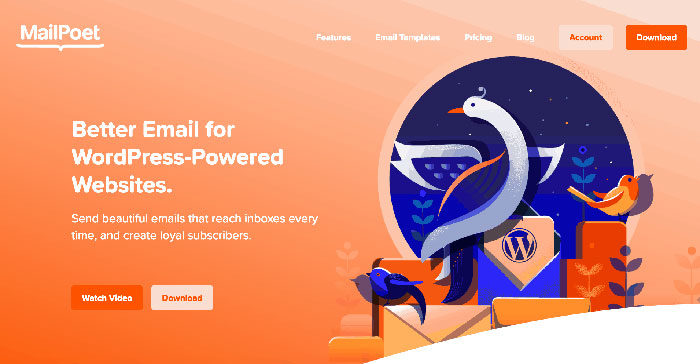 MailPoet
Features Email Templates Pricing Blog Account Download
Better Email for
WordPress-Powered
Websites.
Send beautiful emails that reach inboxes every
time, and create loyal subscribers.
Watch Video Download